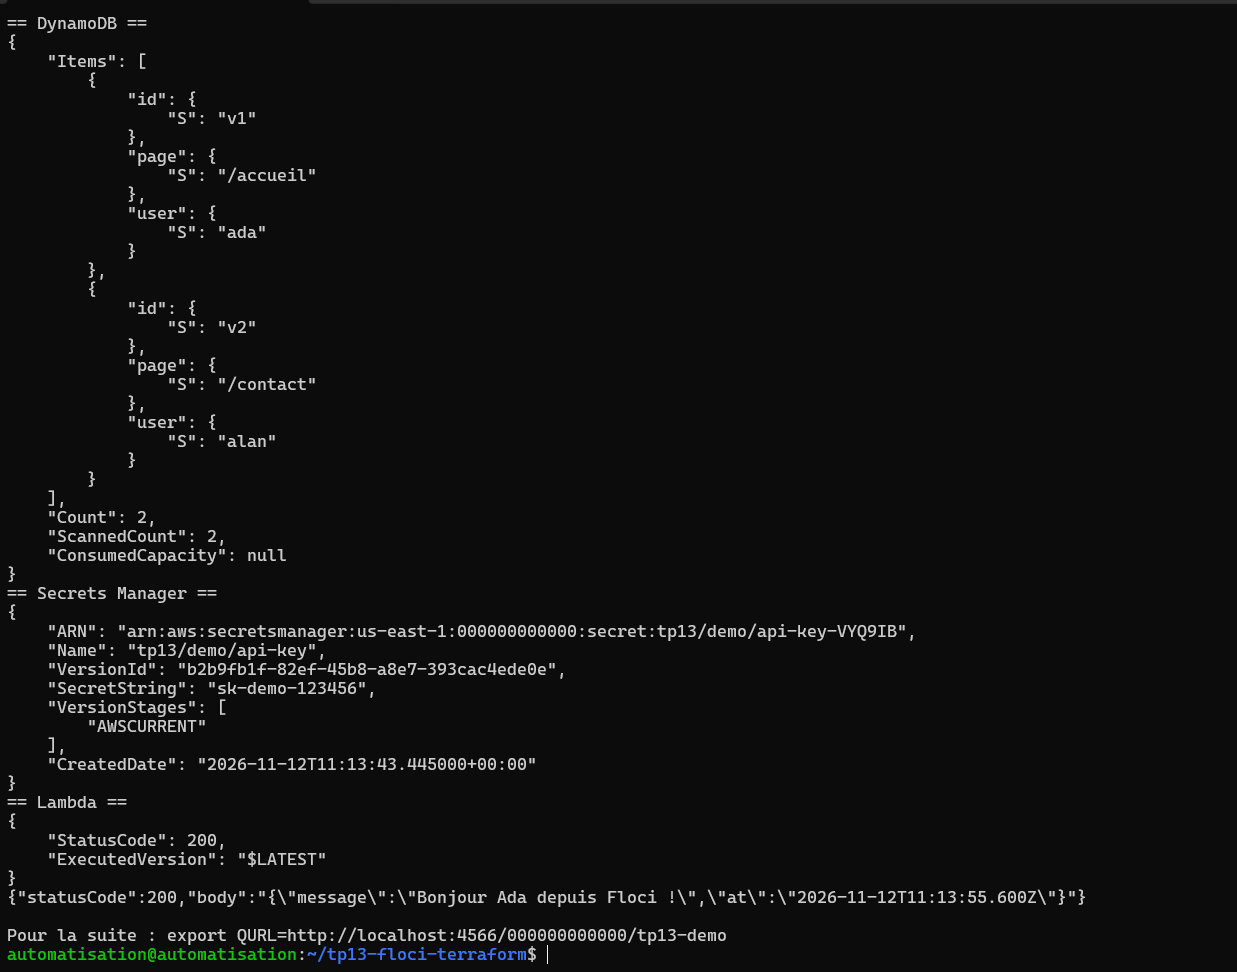 == DynamoDB ==
{
    "Items": [
        {
            "id": {
                "S": "v1"
            },
            "page": {
                "S": "/accueil"
            },
            "user": {
                "S": "ada"
            }
        },
        {
            "id": {
                "S": "v2"
            },
            "page": {
                "S": "/contact"
            },
            "user": {
                "S": "alan"
            }
        }
    ],
    "Count": 2,
    "ScannedCount": 2,
    "ConsumedCapacity": null
}
== Secrets Manager ==
{
    "ARN": "arn:aws:secretsmanager:us-east-1:000000000000:secret:tp13/demo/api-key-VYQ9IB",
    "Name": "tp13/demo/api-key",
    "VersionId": "b2b9fb1f-82ef-45b8-a8e7-393cac4ede0e",
    "SecretString": "sk-demo-123456",
    "VersionStages": [
        "AWSCURRENT"
    ],
    "CreatedDate": "2026-11-12T11:13:43.445000+00:00"
}
== Lambda ==
{
    "StatusCode": 200,
    "ExecutedVersion": "$LATEST"
}
{"statusCode":200,"body":"{\"message\":\"Bonjour Ada depuis Floci !\",\"at\":\"2026-11-12T11:13:55.600Z\"}"}

Pour la suite : export QURL=http://localhost:4566/000000000000/tp13-demo
automatisation@automatisation:~/tp13-floci-terraform$